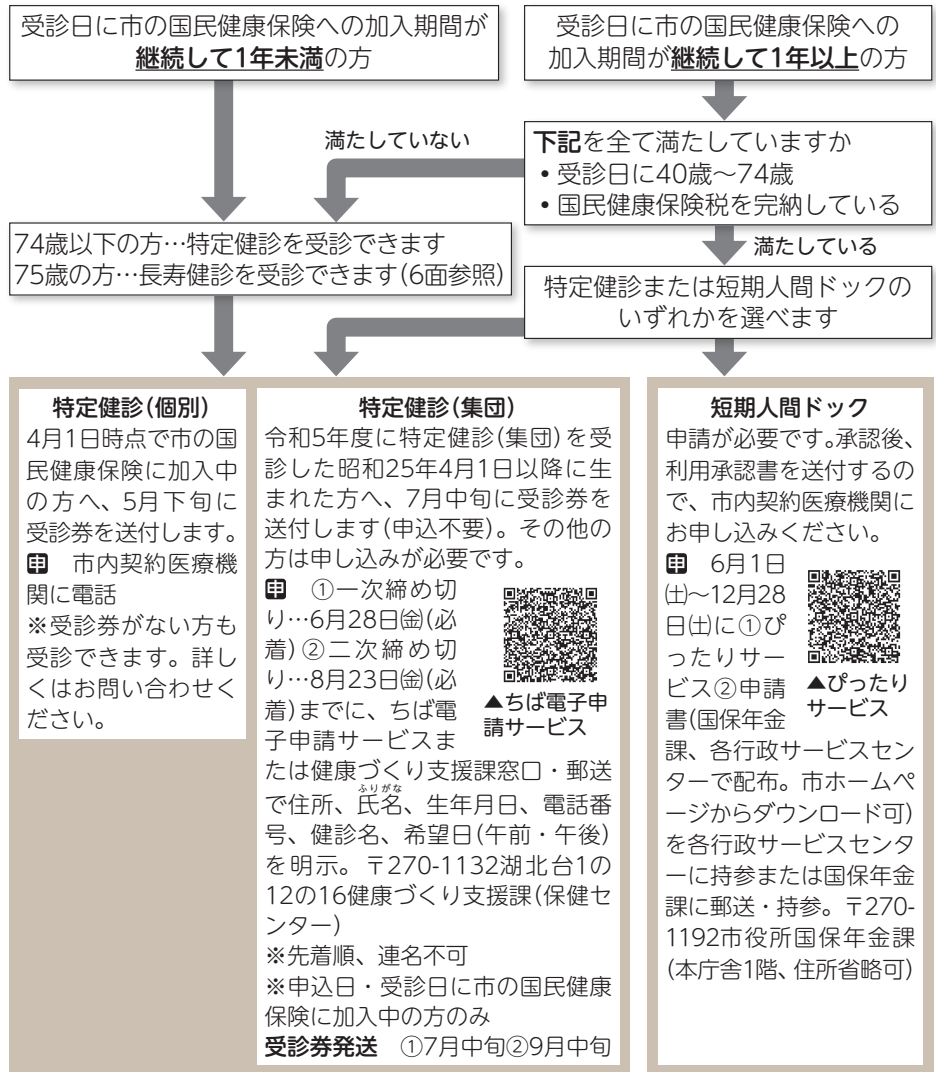 受診日に市の国民健康保険への加入期間が
継続して1年未満の方
受診日に市の国民健康保険への
加入期間が継続して1年以上の方
満たしていない
下記を全て満たしていますか
•受診日に40歳～74歳
•国民健康保険税を完納している
満たしている
74歳以下の方…特定健診を受診できます
75歳の方…長寿健診を受診できます(6面参照)
特定健診または短期人間ドックの
いずれかを選べます
特定健診(個別)
4月1日時点で市の国
民健康保険に加入中
の方へ、5月下旬に
受診券を送付します。
申 市内契約医療機
関に電話
※受診券がない方も
受診できます。詳し
くはお問い合わせく
ださい。
特定健診(集団)
令和5年度に特定健診(集団)を受
診した昭和25年4月1日以降に生
まれた方へ、7月中旬に受診券を
送付します(申込不要)。その他の
方は申し込みが必要です。
申 ①一次締め切
り…6月28日㈮(必
着)②二次締め切
り…8月23日㈮(必
着)までに、ちば電
子申請サービスま
▲ちば電子申
請サービス
たは健康づくり支援課窓口・郵送
で住所、氏名、生年月日、電話番
ふりがな
号、健診名、希望日(午前・午後)
を明示。〒270-1132湖北台1の
12の16健康づくり支援課(保健セ
ンター)
※先着順、連名不可
※申込日・受診日に市の国民健康
保険に加入中の方のみ
受診券発送 ①7月中旬②9月中旬
短期人間ドック
申請が必要です。承認後、
利用承認書を送付するの
で、市内契約医療機関に
お申し込みください。
申 6月1日
㈯～12月28
日㈯に①ぴ
ったりサー
ビス②申請
書(国保年金
▲ぴったり
サービス
課、各行政サービスセン
ターで配布。市ホームペ
ージからダウンロード可)
を各行政サービスセンタ
ーに持参または国保年金
課に郵送・持参。〒270-
1192市役所国保年金課
(本庁舎1階、住所省略可)